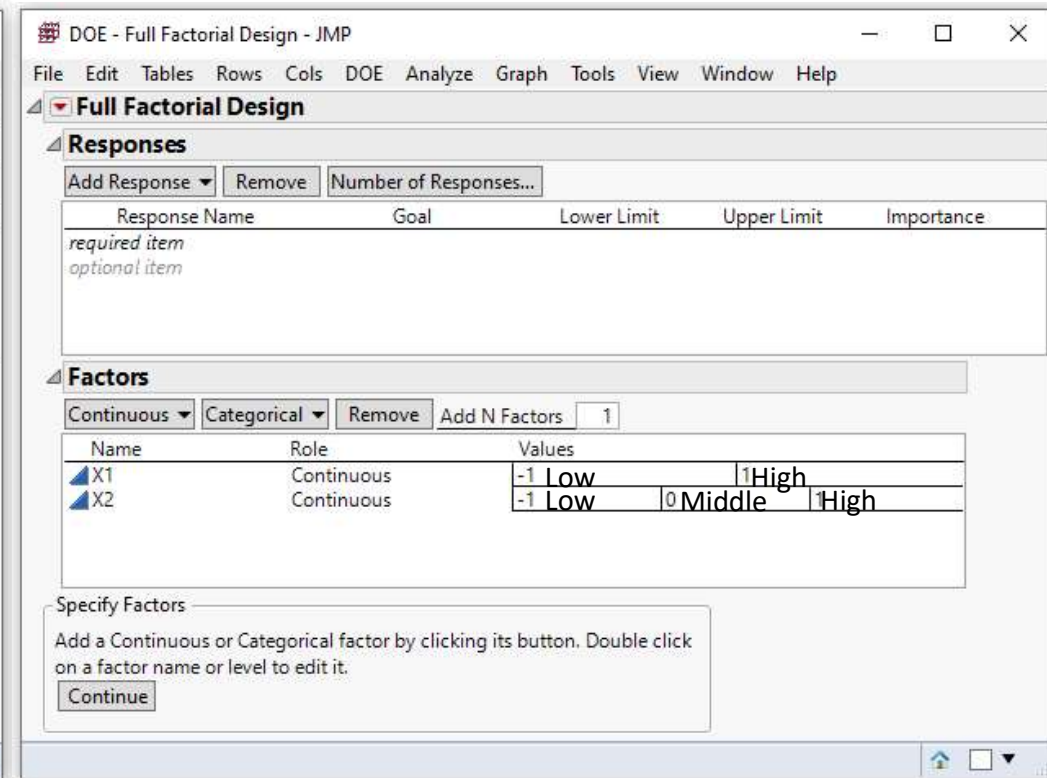 DOE - Full Factorial Design - JMP
File Edit Tables Rows Cols DOE Analyze Graph Tools View Window Help
Full Factorial Design
Responses
Add Response Remove Number of Responses...
Response Name Goal Lower Limit Upper Limit Importance
required item
optional item
Factors
Continuous Categorical Remove Add N Factors 1
Name Role Values
X1 Continuous -1 Low 1 High
X2 Continuous -1 Low 0 Middle 1 High
Specify Factors
Add a Continuous or Categorical factor by clicking its button. Double click
on a factor name or level to edit it.
Continue